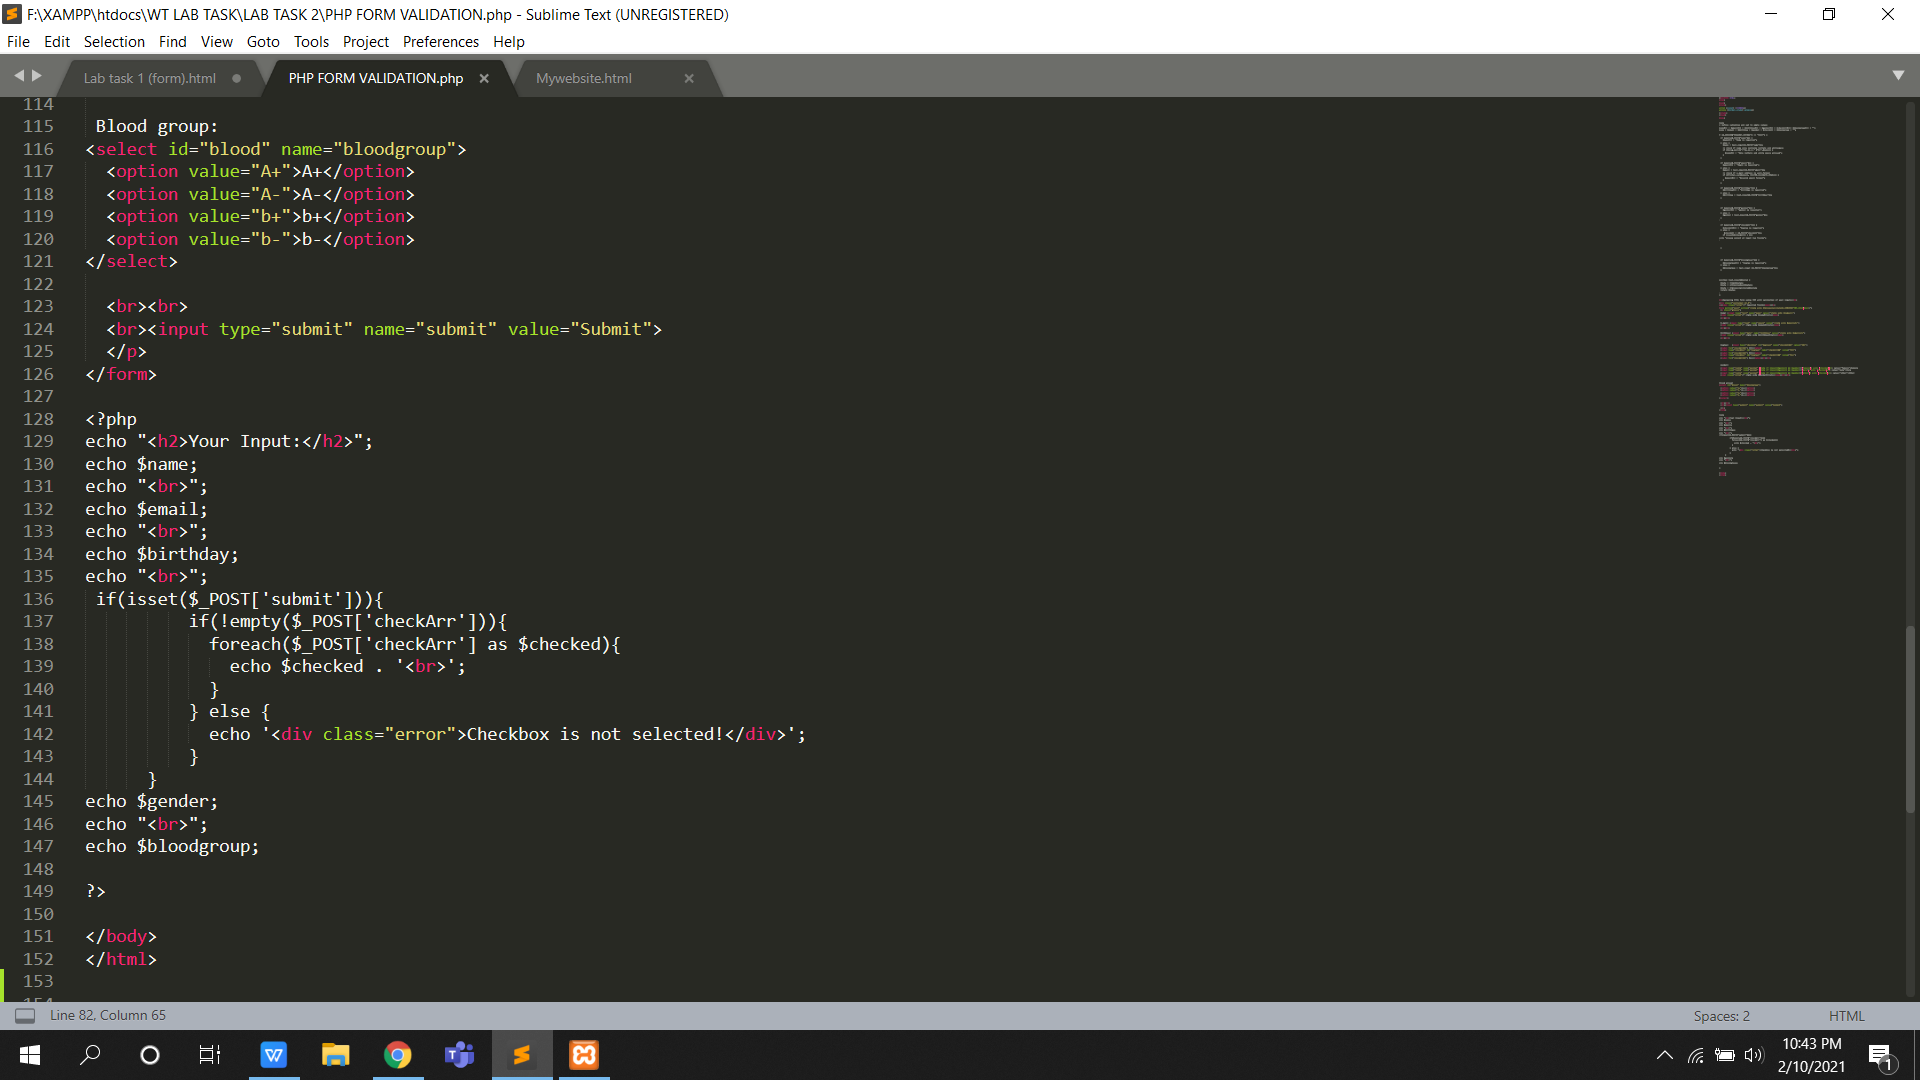 F:\XAMPP\htdocs\WT LAB TASK\LAB TASK 2\PHP FORM VALIDATION.php - Sublime Text (UNREGISTERED)
File Edit Selection Find View Goto Tools Project Preferences Help
Lab task 1 (form).html PHP FORM VALIDATION.php Mywebsite.html
114
115 Blood group:
116 <select id="blood" name="bloodgroup">
117 <option value="A+">A+</option>
118 <option value="A-">A-</option>
119 <option value="b+">b+</option>
120 <option value="b-">b-</option>
121 </select>
122
123 <br><br>
124 <br><input type="submit" name="submit" value="Submit">
125 </p>
126 </form>
127
128 <?php
129 echo "<h2>Your Input:</h2>";
130 echo $name;
131 echo "<br>";
132 echo $email;
133 echo "<br>";
134 echo $birthday;
135 echo "<br>";
136 if(isset($_POST['submit'])){
137 if(!empty($_POST['checkArr'])){
138 foreach($_POST['checkArr'] as $checked){
139 echo $checked . '<br>';
140 }
141 } else {
142 echo '<div class="error">Checkbox is not selected!</div>';
143 }
144 }
145 echo $gender;
146 echo "<br>";
147 echo $bloodgroup;
148
149 ?>
150
151 </body>
152 </html>
153
154
Line 82, Column 65 Spaces: 2 HTML
10:43 PM
2/10/2021
1